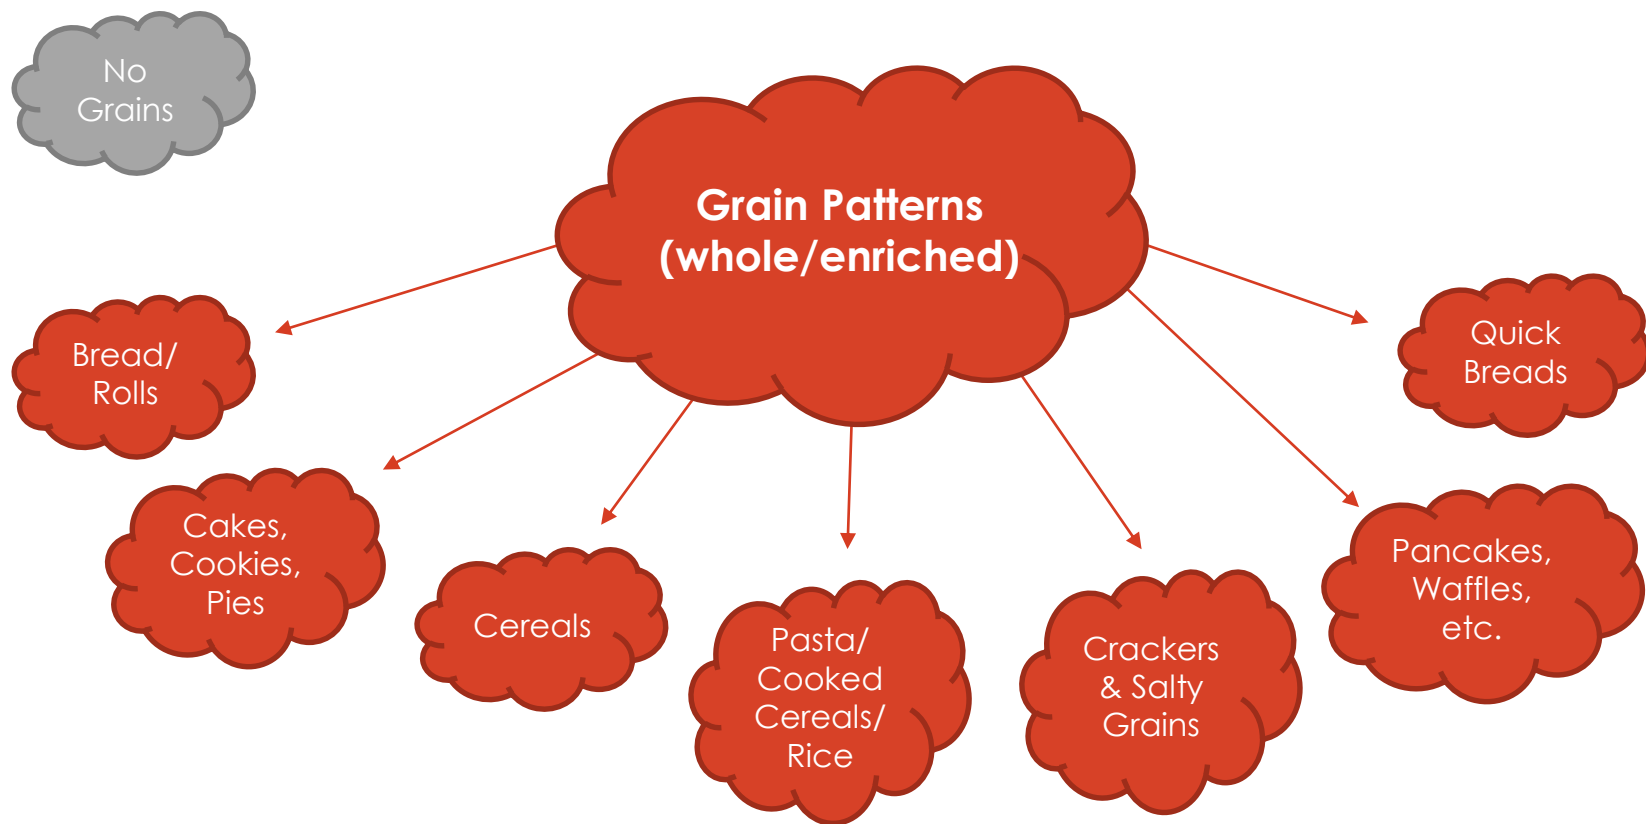 No
Grains
Grain Patterns
(whole/enriched)
Bread/
Rolls
Cakes,
Cookies,
Pies
Cereals
Pasta/
Cooked
Cereals/
Rice
Crackers
& Salty
Grains
Pancakes,
Waffles,
etc.
Quick
Breads